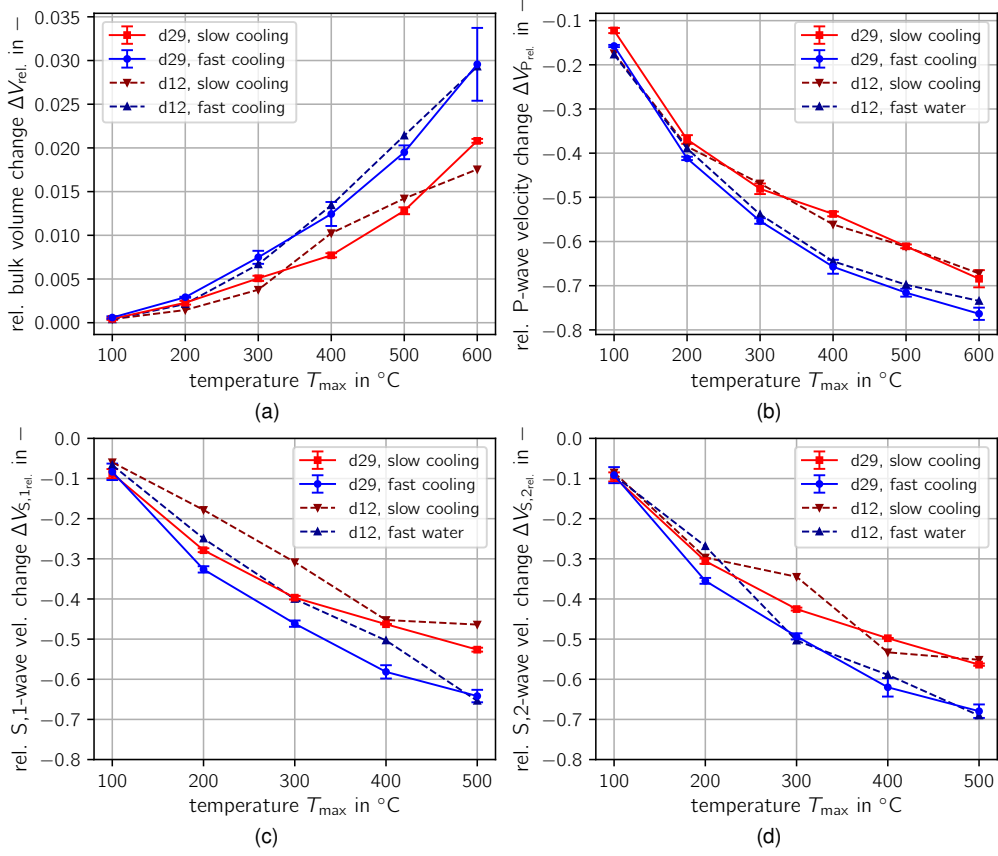 rel. bulk volume change ΔV_rel. in −
0.030
0.025
0.020
0.015
0.010
0.005
0.000
d29, slow cooling
d29, fast cooling
d12, slow cooling
d12, fast cooling
100 200 300 400 500 600
temperature T_max in °C
(a)
rel. P-wave velocity change ΔV_P_rel. in −
−0.1
−0.2
−0.3
−0.4
−0.5
−0.6
−0.7
−0.8
d29, slow cooling
d29, fast cooling
d12, slow cooling
d12, fast water
100 200 300 400 500 600
temperature T_max in °C
(b)
rel. S,1-wave vel. change ΔV_S,1_rel. in −
0.0
−0.1
−0.2
−0.3
−0.4
−0.5
−0.6
−0.7
−0.8
d29, slow cooling
d29, fast cooling
d12, slow cooling
d12, fast water
100 200 300 400 500
temperature T_max in °C
(c)
rel. S,2-wave vel. change ΔV_S,2_rel. in −
0.0
−0.1
−0.2
−0.3
−0.4
−0.5
−0.6
−0.7
−0.8
d29, slow cooling
d29, fast cooling
d12, slow cooling
d12, fast water
100 200 300 400 500
temperature T_max in °C
(d)